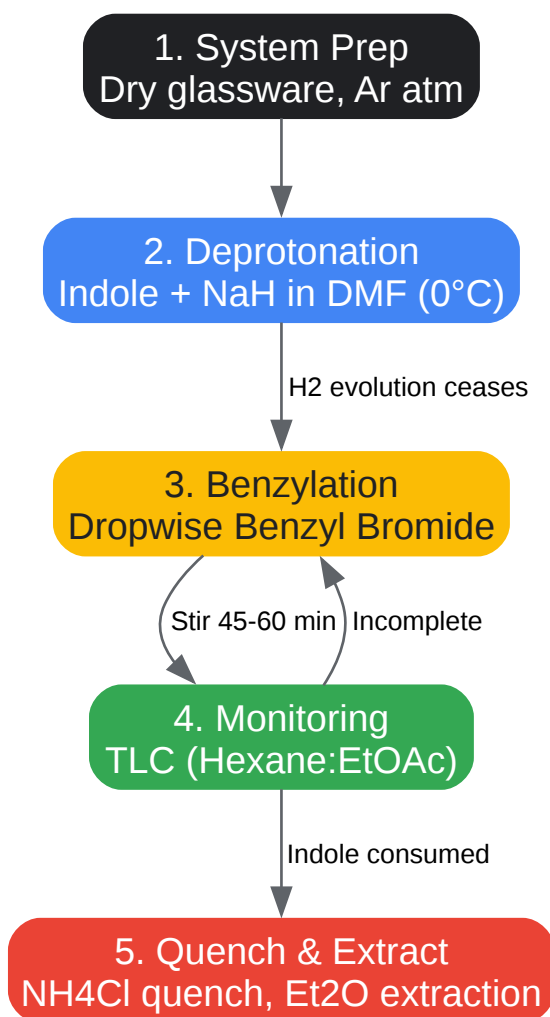 1. System Prep
Dry glassware, Ar atm
2. Deprotonation
Indole + NaH in DMF (0°C)
H2 evolution ceases
3. Benzylation
Dropwise Benzyl Bromide
Stir 45-60 min
Incomplete
4. Monitoring
TLC (Hexane:EtOAc)
Indole consumed
5. Quench & Extract
NH4Cl quench, Et2O extraction